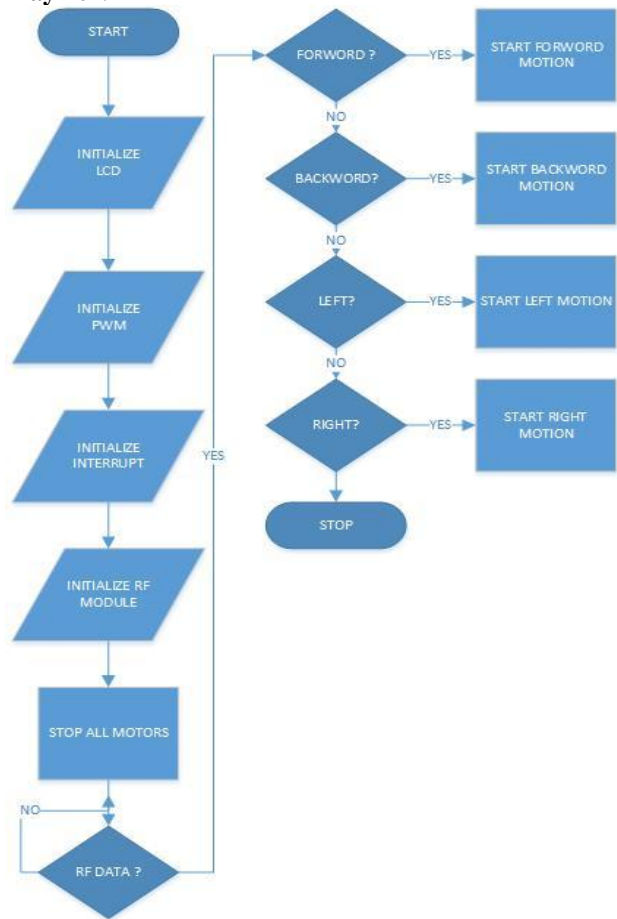 START
INITIALIZE
LCD
INITIALIZE
PWM
INITIALIZE
INTERRUPT
INITIALIZE RF
MODULE
STOP ALL MOTORS
NO
RF DATA ?
YES
FORWORD ?
YES
START FORWORD
MOTION
NO
BACKWORD?
YES
START BACKWORD
MOTION
NO
LEFT?
YES
START LEFT MOTION
NO
RIGHT?
YES
START RIGHT
MOTION
STOP